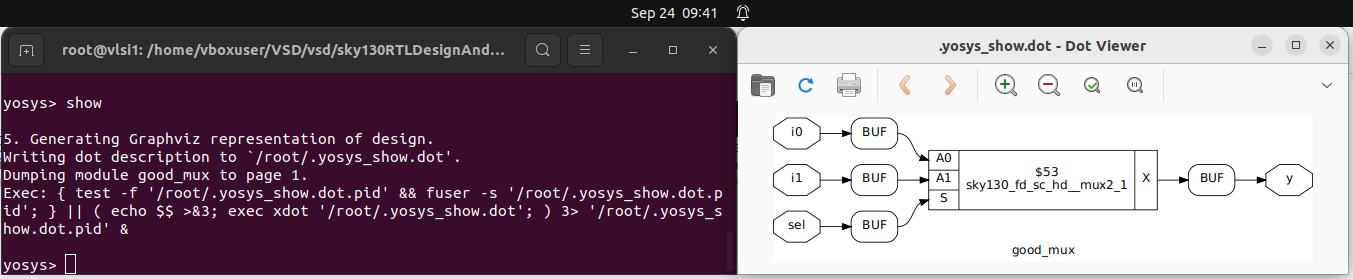 Sep 24 09:41
root@vlsi1: /home/vboxuser/VSD/vsd/sky130RTLDesignAnd...
yosys> show
5. Generating Graphviz representation of design.
Writing dot description to `/root/.yosys_show.dot'.
Dumping module good_mux to page 1.
Exec: { test -f '/root/.yosys_show.dot.pid' && fuser -s '/root/.yosys_show.dot.p
id'; } || ( echo $$ >&3; exec xdot '/root/.yosys_show.dot'; ) 3> '/root/.yosys_s
how.dot.pid' &
yosys>
.yosys_show.dot - Dot Viewer
i0
BUF
i1
BUF
sel
BUF
A0
A1
S
$53
sky130_fd_sc_hd__mux2_1
X
BUF
y
good_mux